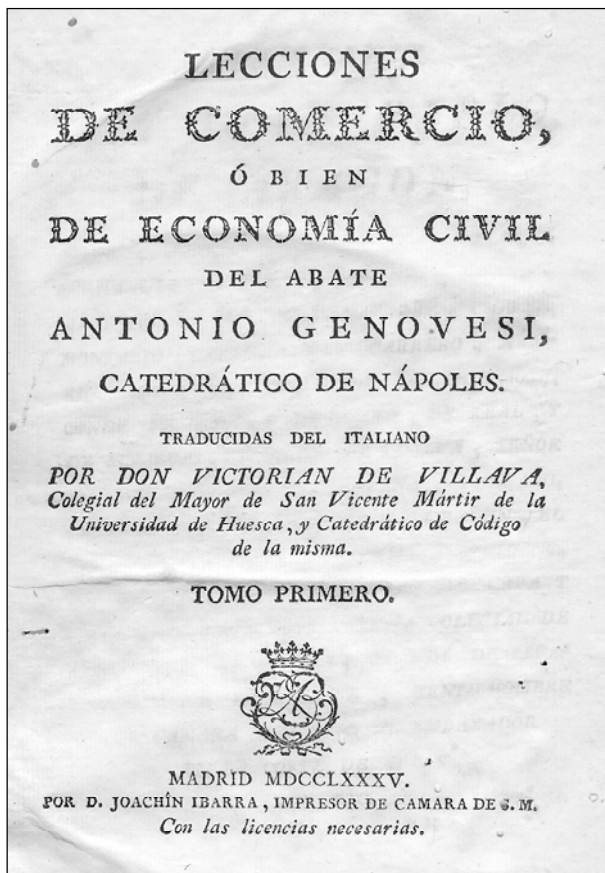 LECCIONES
DE COMERCIO,
Ó BIEN
DE ECONOMÍA CIVIL
DEL ABATE
ANTONIO GENOVESI,
CATEDRÁTICO DE NÁPOLES.
TRADUCIDAS DEL ITALIANO
POR DON VICTORIAN DE VILLAVA,
Colegial del Mayor de San Vicente Mártir de la
Universidad de Huesca, y Catedrático de Código
de la misma.
TOMO PRIMERO.
MADRID MDCCLXXXV.
POR D. JOACHÎN IBARRA, IMPRESOR DE CAMARA DE S. M.
Con las licencias necesarias.